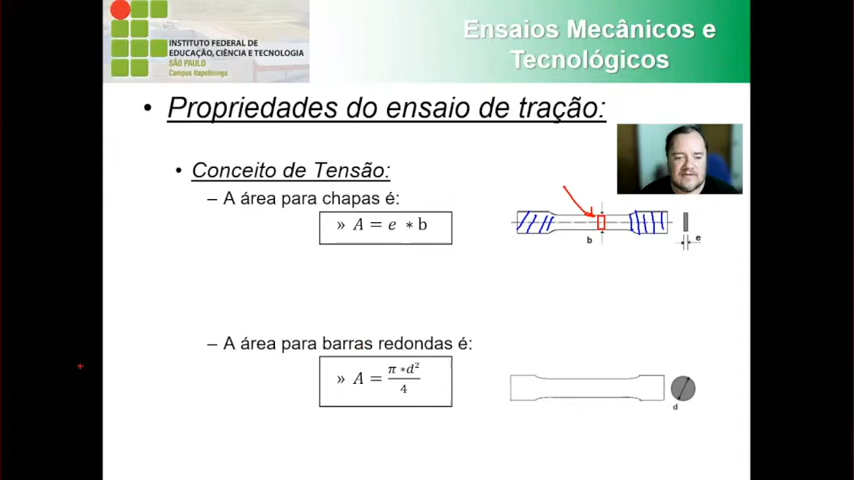 INSTITUTO FEDERAL DE
EDUCAÇÃO, CIÊNCIA E TECNOLOGIA
SÃO PAULO
Campus Itapetininga
Ensaios Mecânicos e
Tecnológicos
• Propriedades do ensaio de tração:
• Conceito de Tensão:
– A área para chapas é:
» A = e * b
b
e
– A área para barras redondas é:
» A = π*d²/4
d